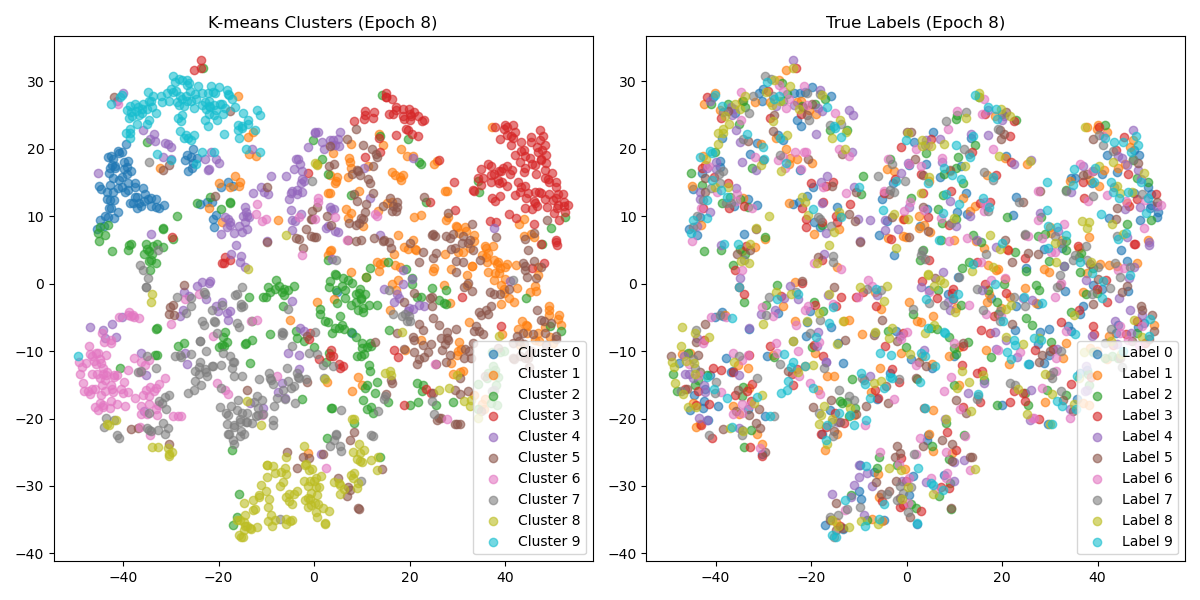 K-means Clusters (Epoch 8)
30
20
10
0
−10
−20
−30
−40
−40
−20
0
20
40
Cluster 0
Cluster 1
Cluster 2
Cluster 3
Cluster 4
Cluster 5
Cluster 6
Cluster 7
Cluster 8
Cluster 9
True Labels (Epoch 8)
30
20
10
0
−10
−20
−30
−40
−40
−20
0
20
40
Label 0
Label 1
Label 2
Label 3
Label 4
Label 5
Label 6
Label 7
Label 8
Label 9